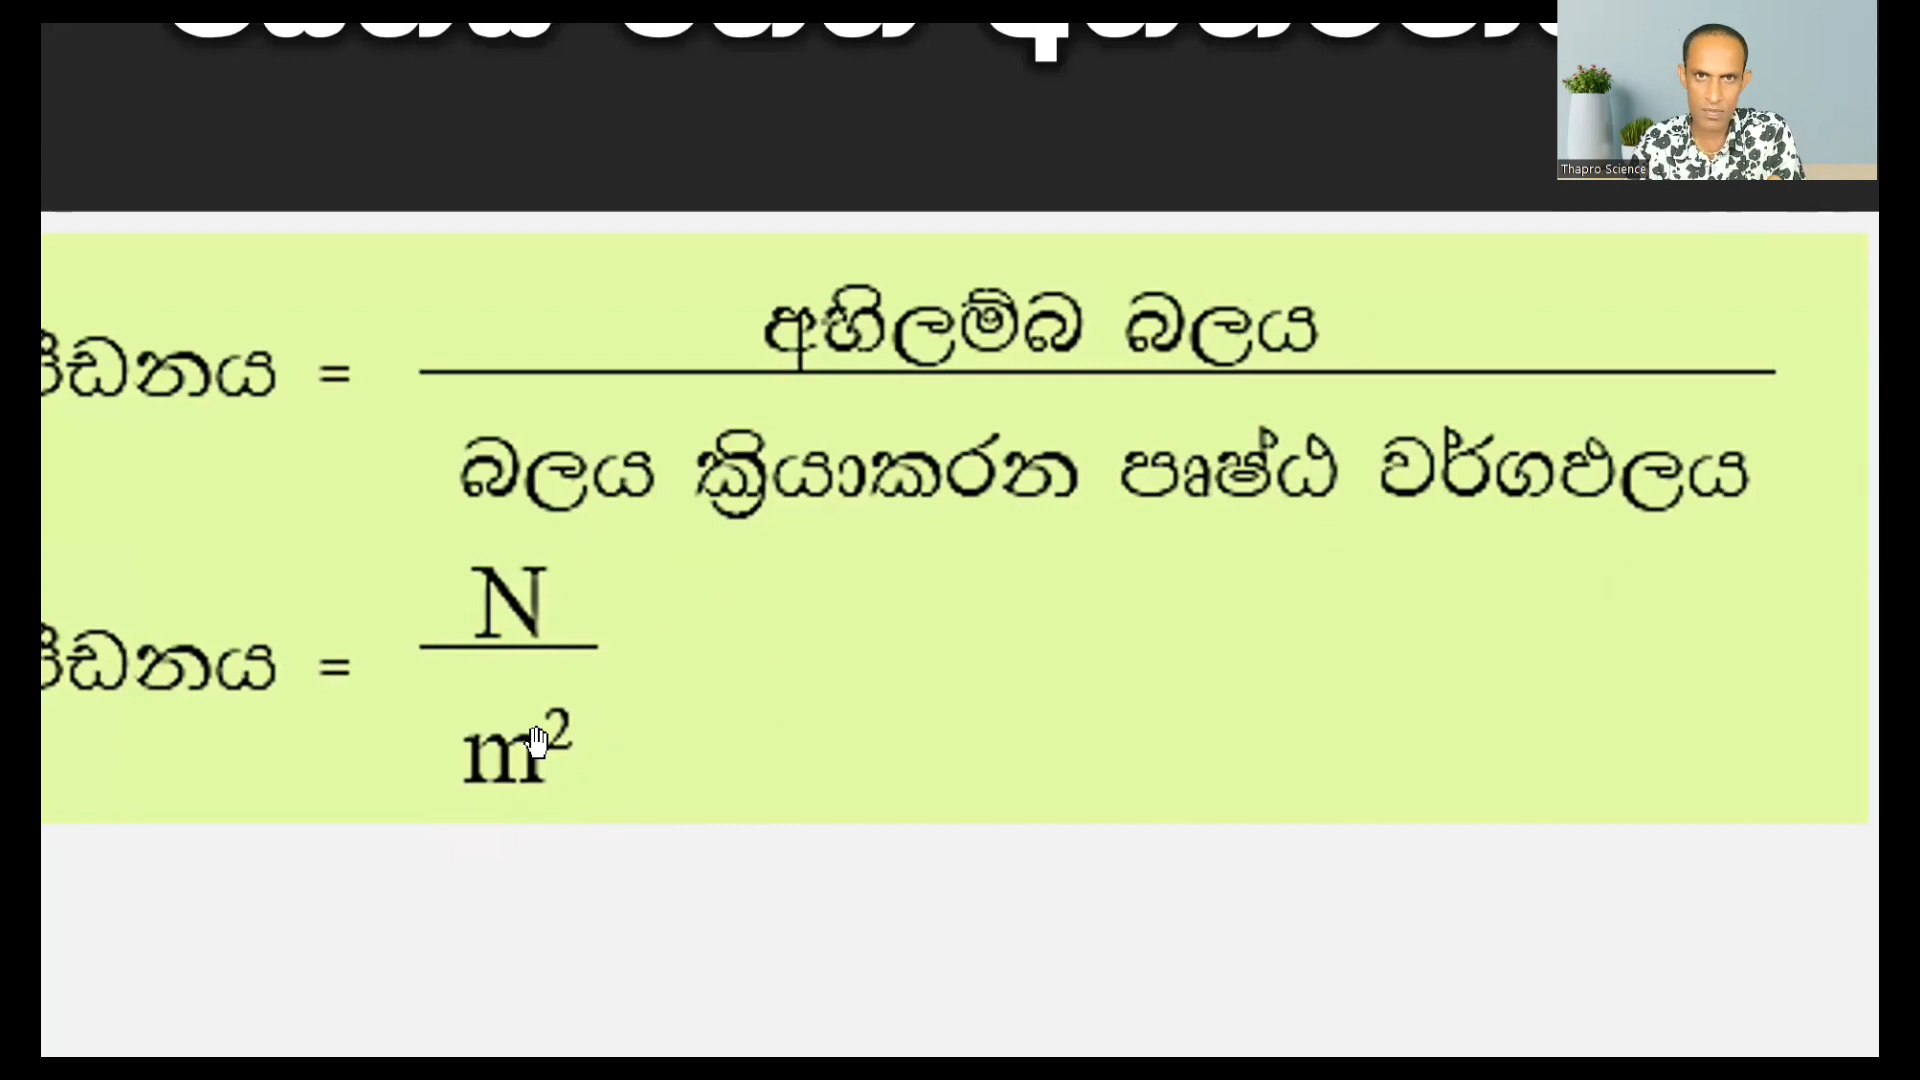 Thapro Science
අභිලම්බ බලය
පීඩනය =
බලය ක්‍රියාකරන පෘෂ්ඨ වර්ගඵලය
N
පීඩනය =
m²